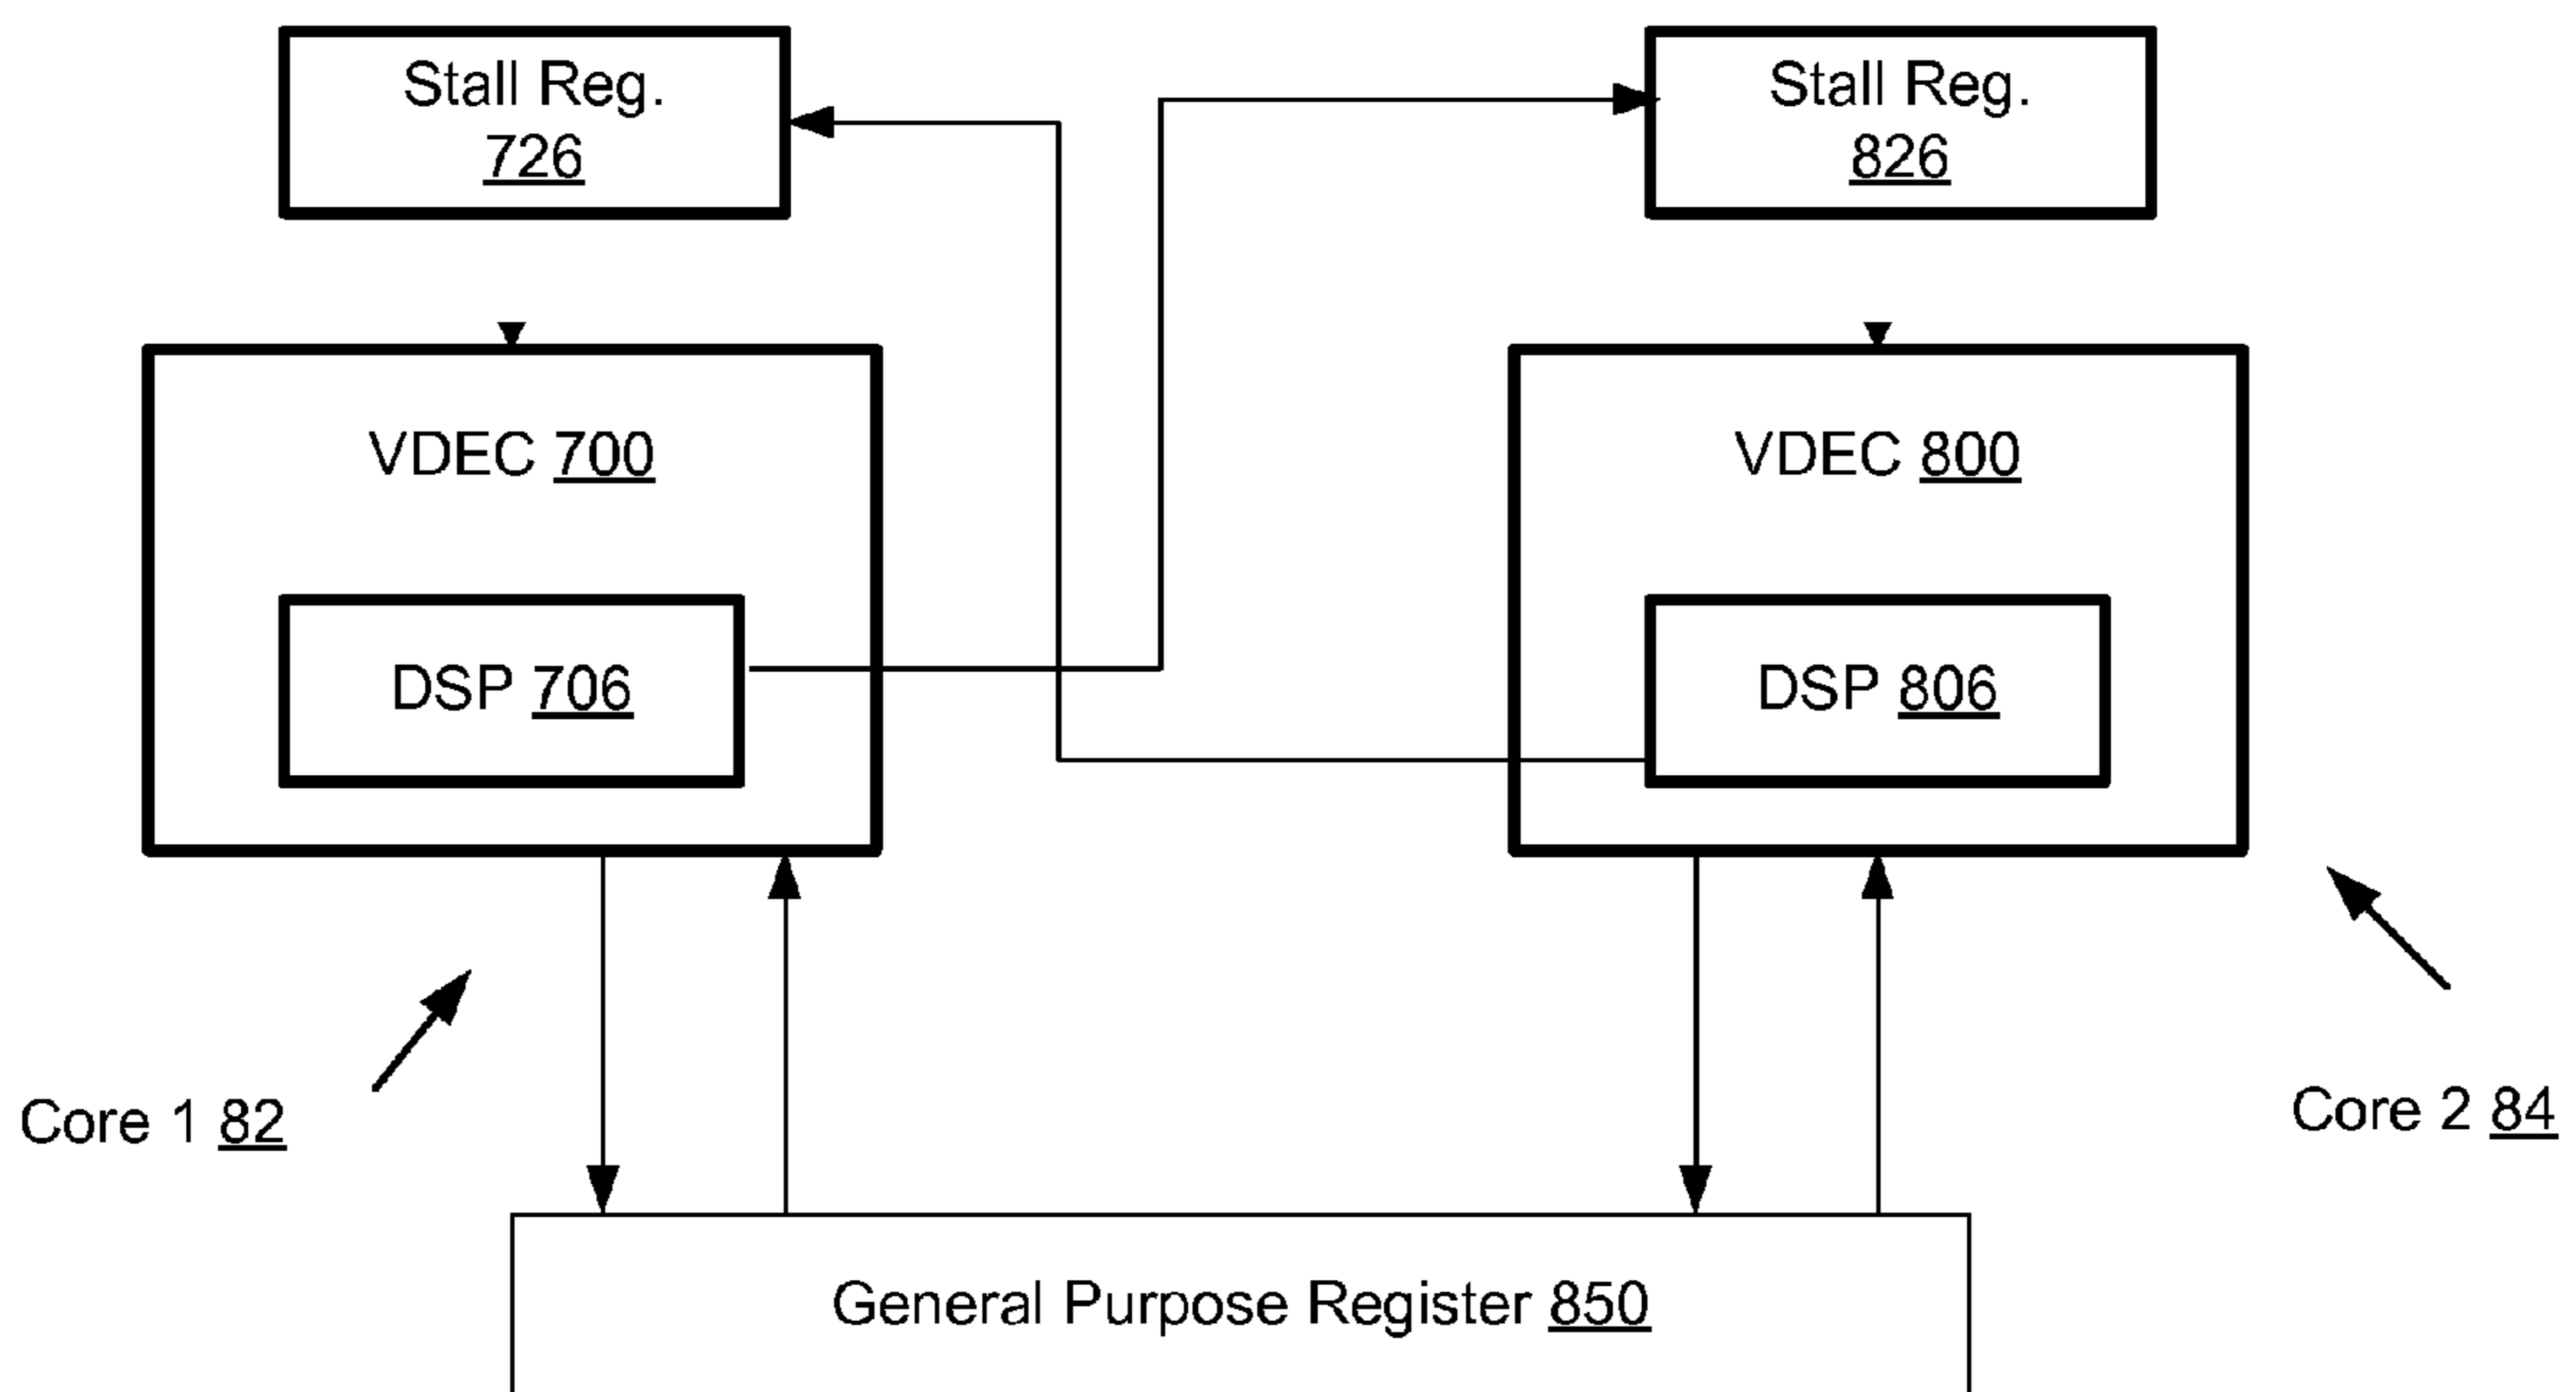 Stall Reg.
726
Stall Reg.
826
VDEC 700
VDEC 800
DSP 706
DSP 806
Core 1 82
Core 2 84
General Purpose Register 850